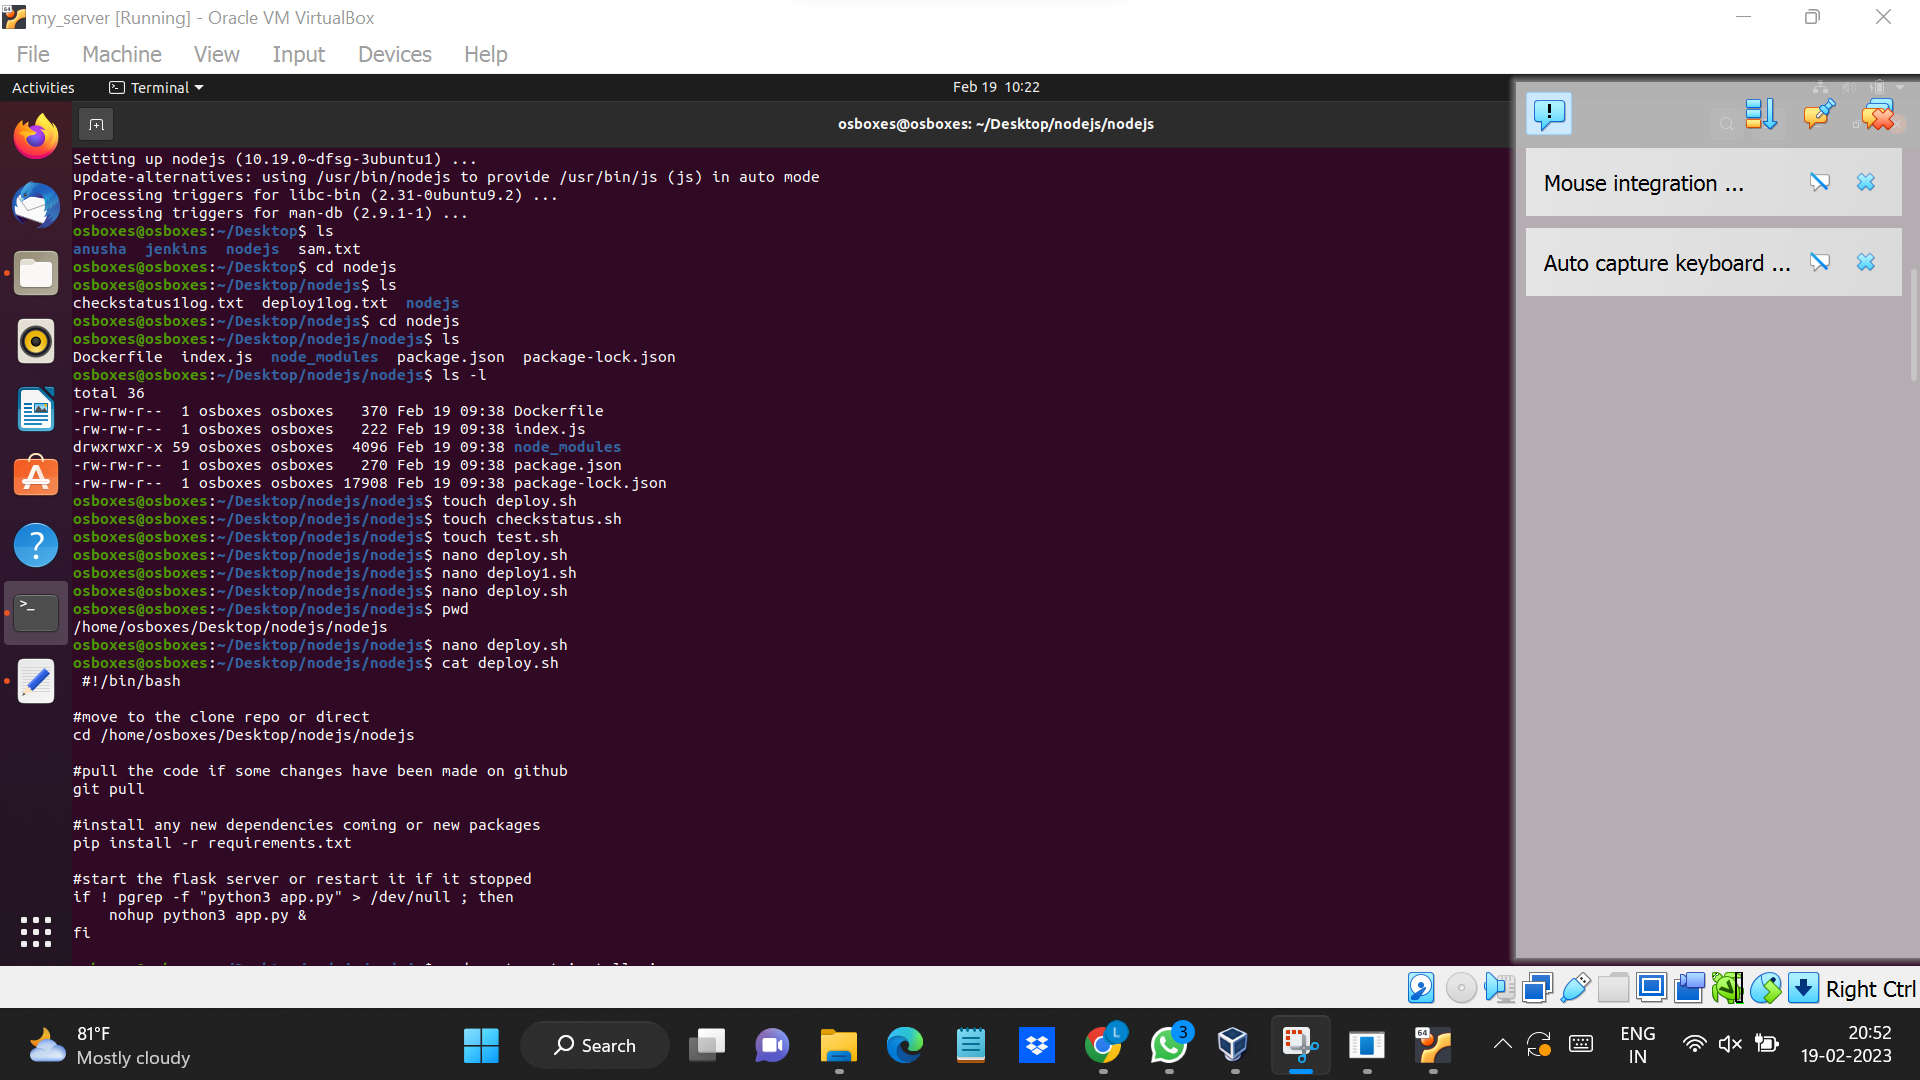 my_server [Running] - Oracle VM VirtualBox
File Machine View Input Devices Help
Activities Terminal Feb 19 10:22
osboxes@osboxes: ~/Desktop/nodejs/nodejs
Setting up nodejs (10.19.0~dfsg-3ubuntu1) ...
update-alternatives: using /usr/bin/nodejs to provide /usr/bin/js (js) in auto mode
Processing triggers for libc-bin (2.31-0ubuntu9.2) ...
Processing triggers for man-db (2.9.1-1) ...
osboxes@osboxes:~/Desktop$ ls
anusha jenkins nodejs sam.txt
osboxes@osboxes:~/Desktop$ cd nodejs
osboxes@osboxes:~/Desktop/nodejs$ ls
checkstatus1log.txt deploy1log.txt nodejs
osboxes@osboxes:~/Desktop/nodejs$ cd nodejs
osboxes@osboxes:~/Desktop/nodejs/nodejs$ ls
Dockerfile index.js node_modules package.json package-lock.json
osboxes@osboxes:~/Desktop/nodejs/nodejs$ ls -l
total 36
-rw-rw-r-- 1 osboxes osboxes 370 Feb 19 09:38 Dockerfile
-rw-rw-r-- 1 osboxes osboxes 222 Feb 19 09:38 index.js
drwxrwxr-x 59 osboxes osboxes 4096 Feb 19 09:38 node_modules
-rw-rw-r-- 1 osboxes osboxes 270 Feb 19 09:38 package.json
-rw-rw-r-- 1 osboxes osboxes 17908 Feb 19 09:38 package-lock.json
osboxes@osboxes:~/Desktop/nodejs/nodejs$ touch deploy.sh
osboxes@osboxes:~/Desktop/nodejs/nodejs$ touch checkstatus.sh
osboxes@osboxes:~/Desktop/nodejs/nodejs$ touch test.sh
osboxes@osboxes:~/Desktop/nodejs/nodejs$ nano deploy.sh
osboxes@osboxes:~/Desktop/nodejs/nodejs$ nano deploy1.sh
osboxes@osboxes:~/Desktop/nodejs/nodejs$ nano deploy.sh
osboxes@osboxes:~/Desktop/nodejs/nodejs$ pwd
/home/osboxes/Desktop/nodejs/nodejs
osboxes@osboxes:~/Desktop/nodejs/nodejs$ nano deploy.sh
osboxes@osboxes:~/Desktop/nodejs/nodejs$ cat deploy.sh
#!/bin/bash
#move to the clone repo or direct
cd /home/osboxes/Desktop/nodejs/nodejs
#pull the code if some changes have been made on github
git pull
#install any new dependencies coming or new packages
pip install -r requirements.txt
#start the flask server or restart it if it stopped
if ! pgrep -f "python3 app.py" > /dev/null ; then
nohup python3 app.py &
fi
Mouse integration ...
Auto capture keyboard ...
Right Ctrl
81°F
Mostly cloudy
Search
L
3
64
ENG
IN
20:52
19-02-2023